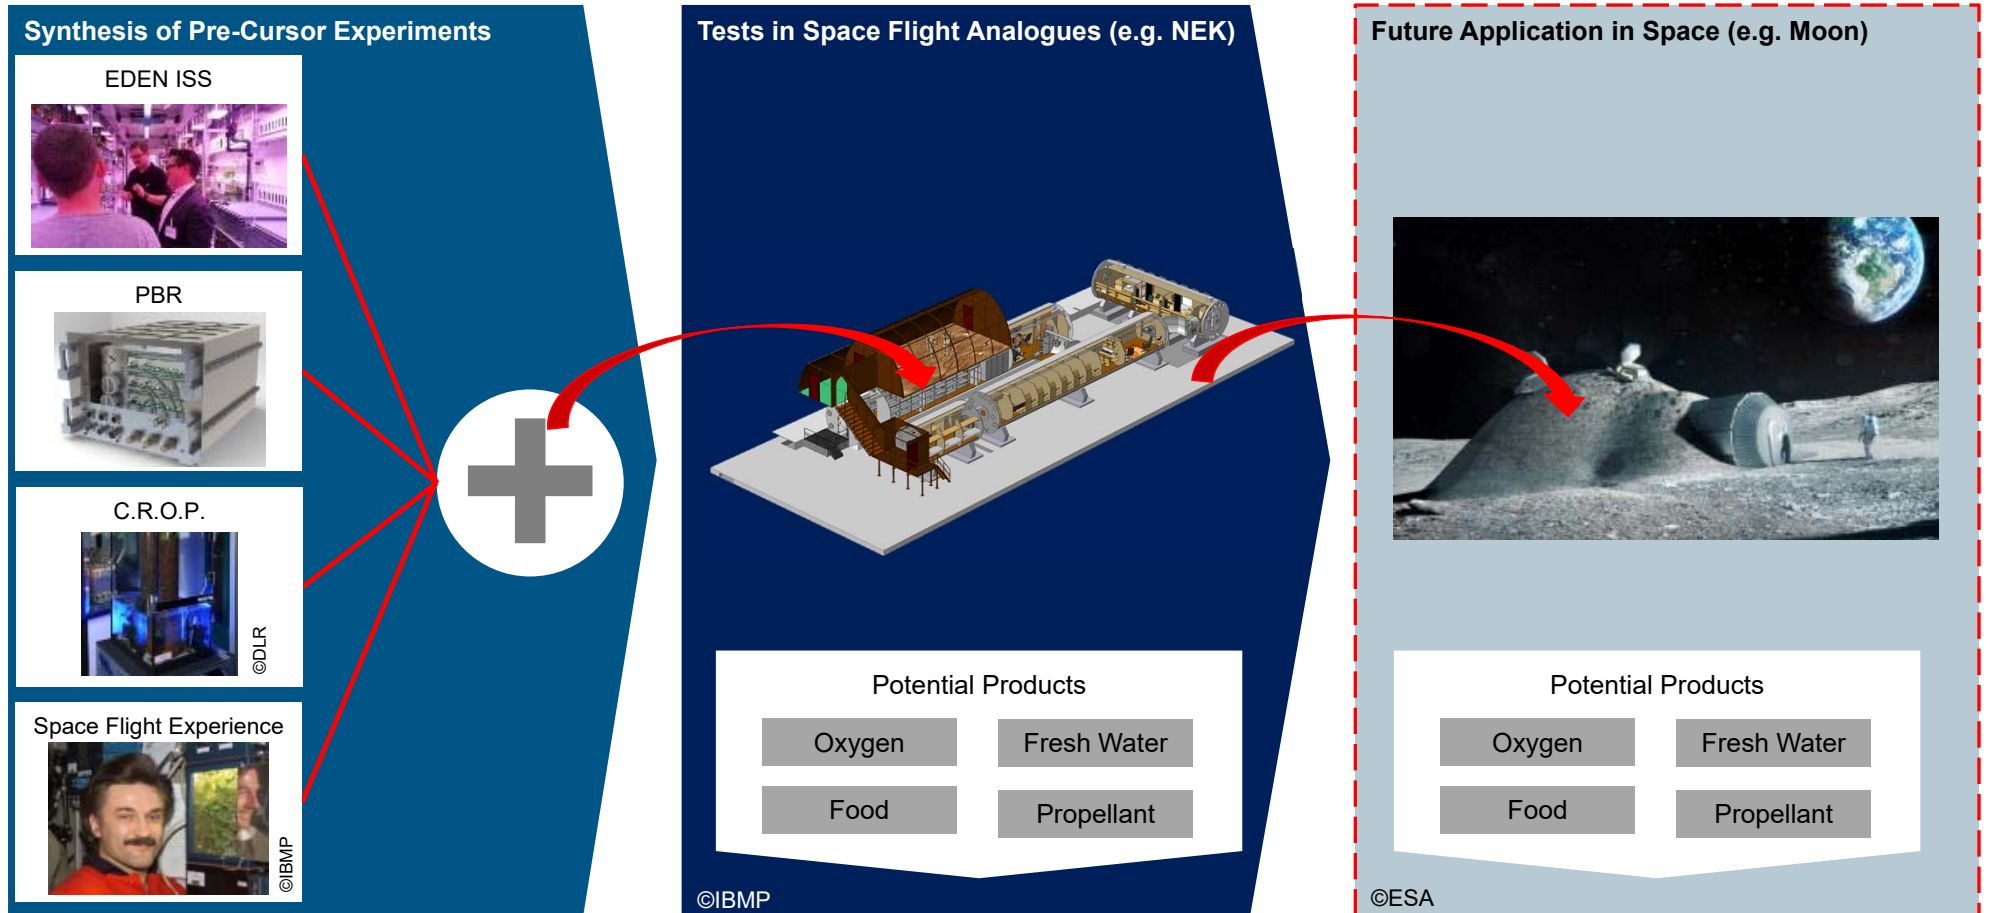 Synthesis of Pre-Cursor Experiments
EDEN ISS
PBR
C.R.O.P.
©DLR
Space Flight Experience
©IBMP
Tests in Space Flight Analogues (e.g. NEK)
Potential Products
Oxygen
Fresh Water
Food
Propellant
©IBMP
Future Application in Space (e.g. Moon)
Potential Products
Oxygen
Fresh Water
Food
Propellant
©ESA